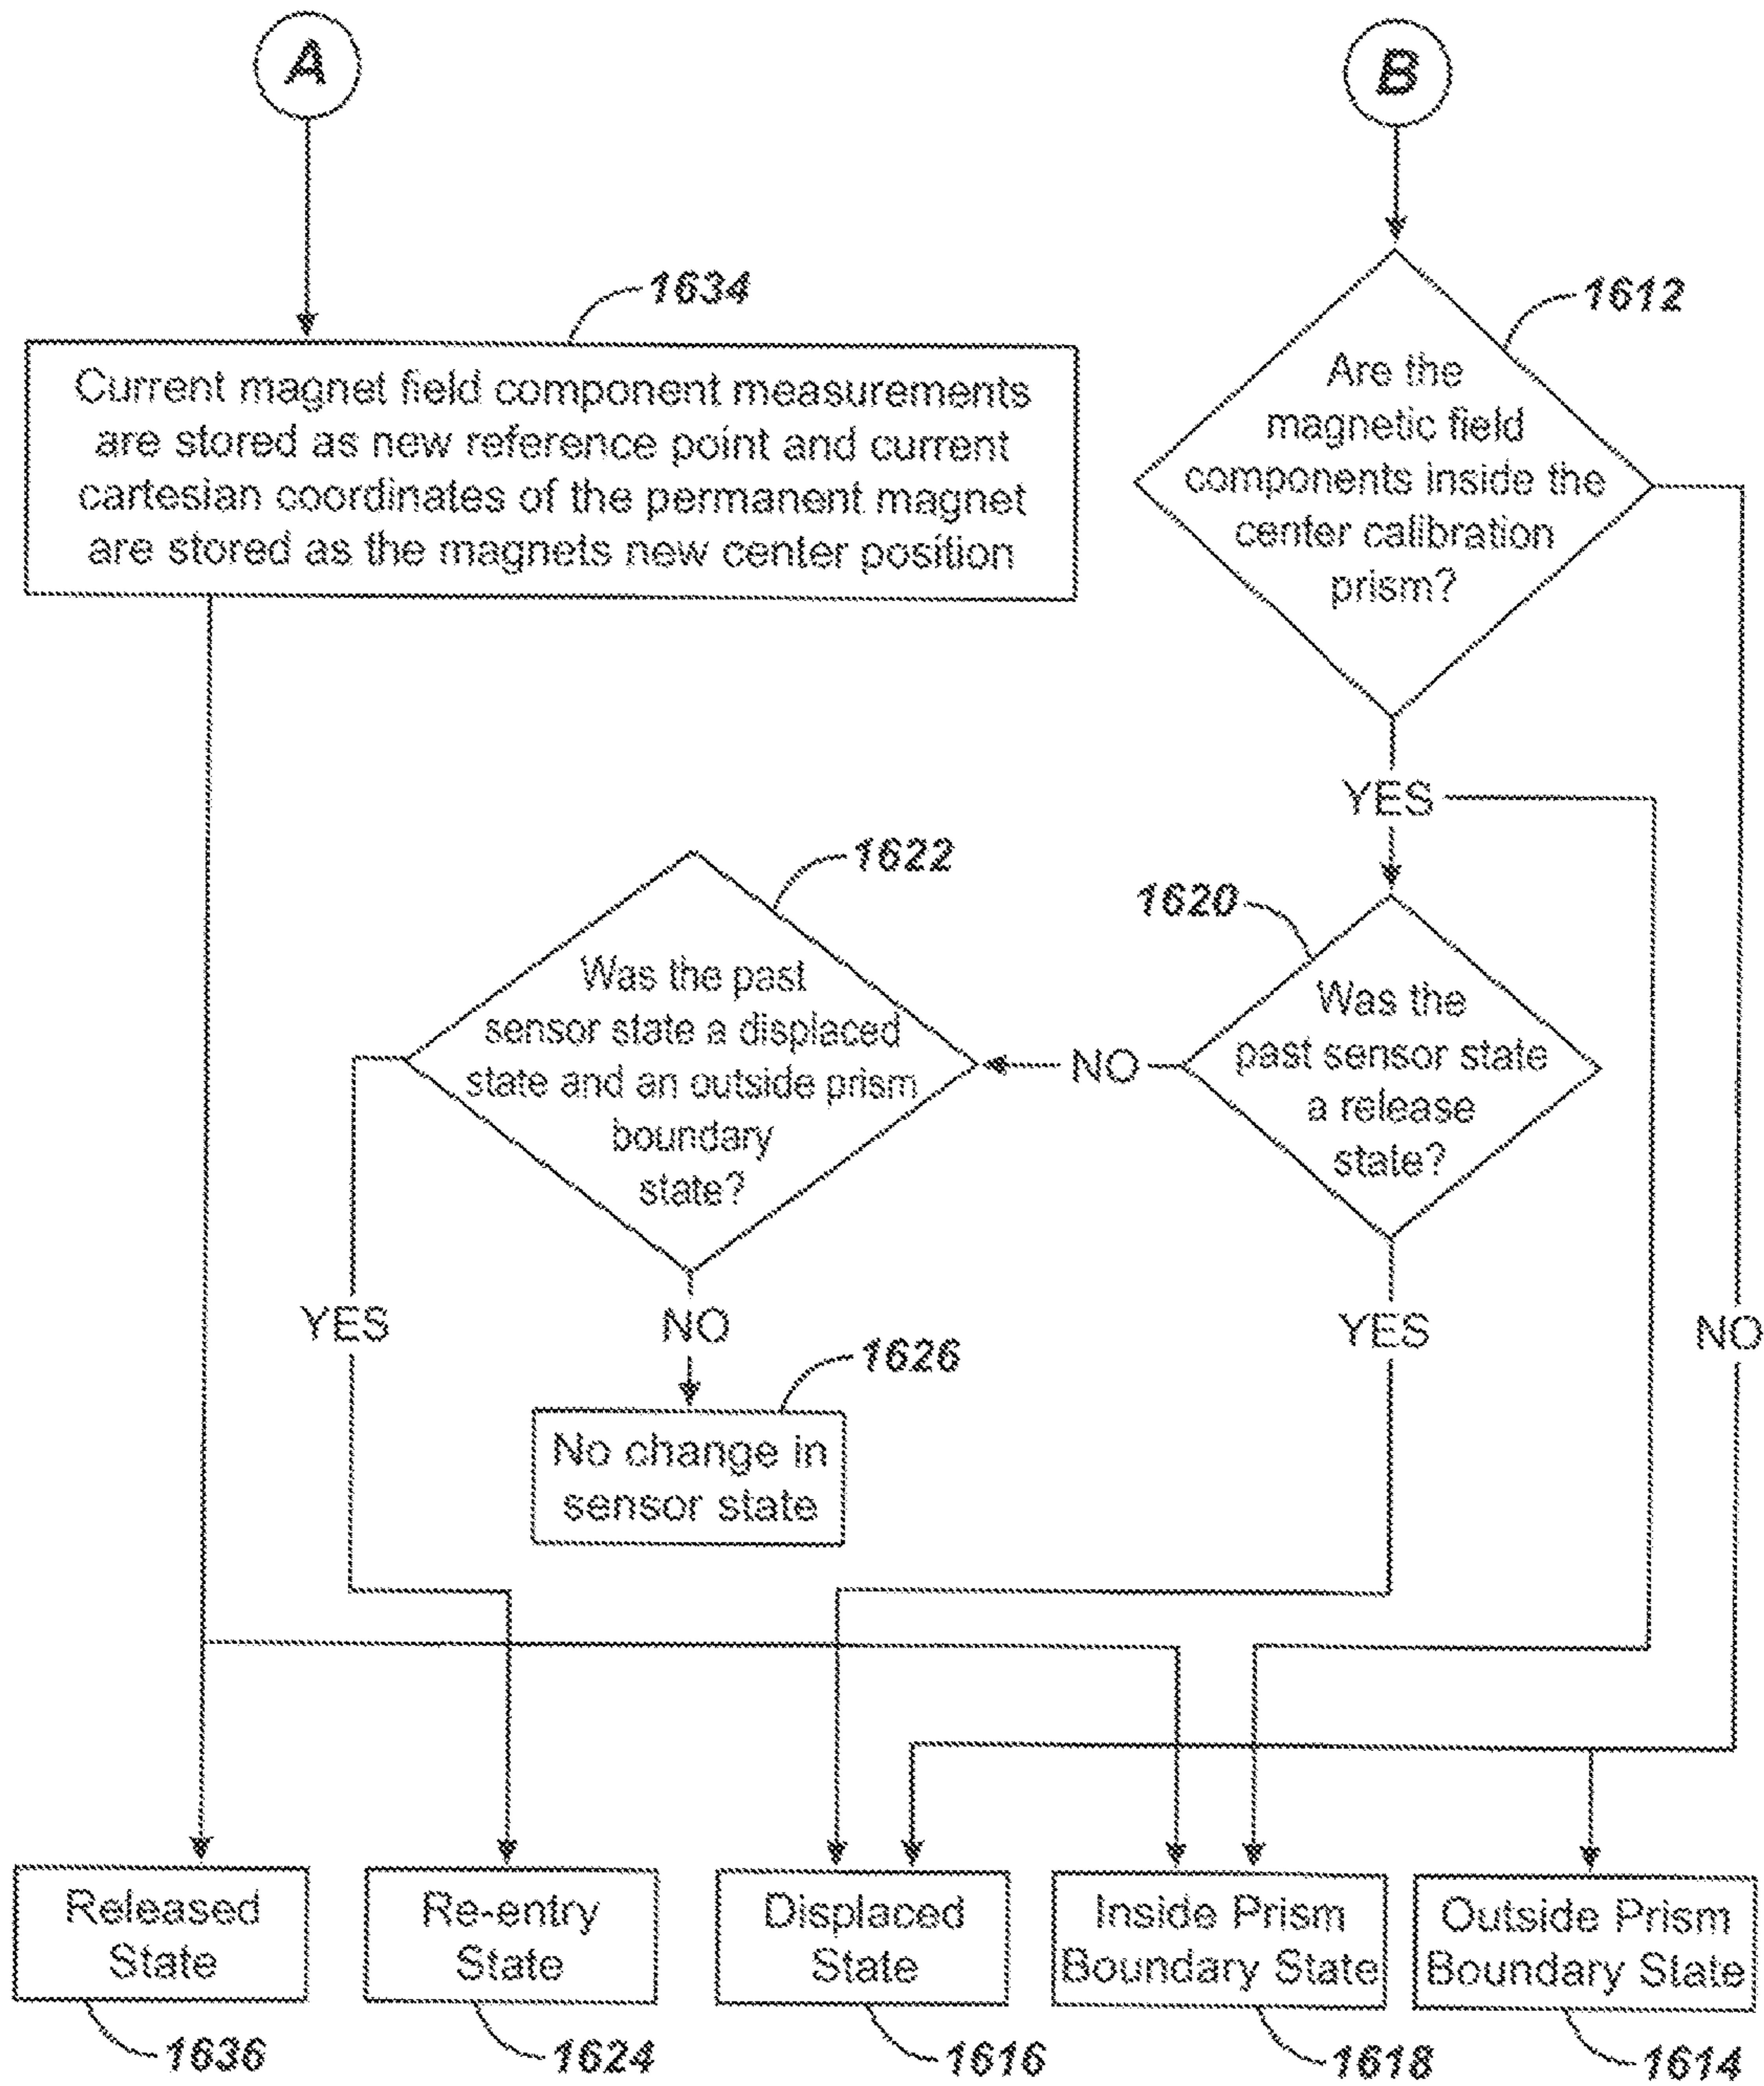 A
B
1634
Current magnet field component measurements
are stored as new reference point and current
cartesian coordinates of the permanent magnet
are stored as the magnets new center position
1612
Are the
magnetic field
components inside the
center calibration
prism?
YES
NO
1620
Was the
past sensor state
a release
state?
NO
YES
1622
Was the past
sensor state a displaced
state and an outside prism
boundary
state?
YES
NO
1626
No change in
sensor state
Released
State
1636
Re-entry
State
1624
Displaced
State
1616
Inside Prism
Boundary State
1618
Outside Prism
Boundary State
1614